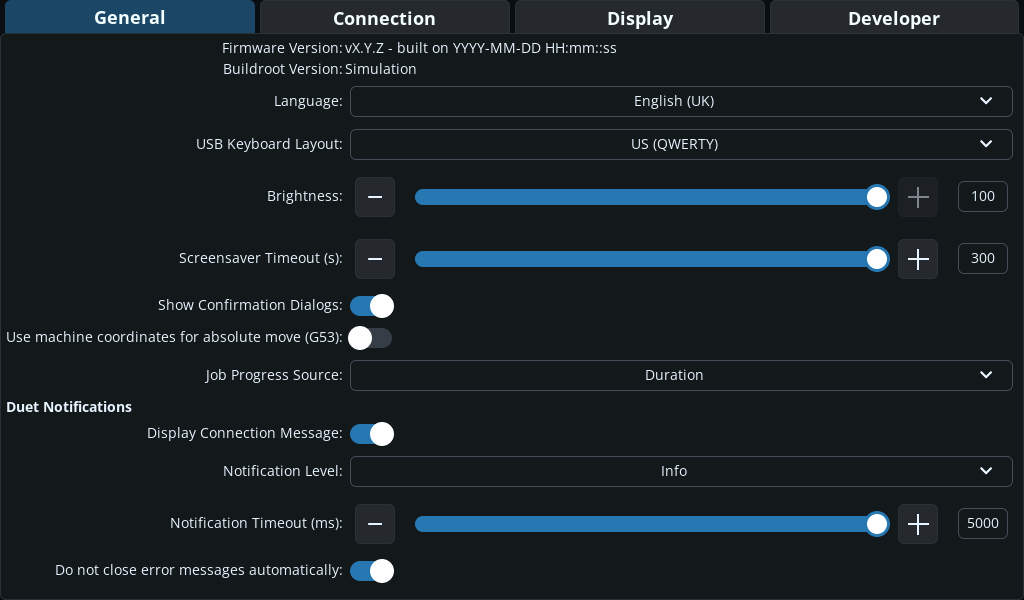 General Connection Display Developer
Firmware Version: vX.Y.Z - built on YYYY-MM-DD HH:mm::ss
Buildroot Version: Simulation
Language: English (UK)
USB Keyboard Layout: US (QWERTY)
Brightness: 100
Screensaver Timeout (s): 300
Show Confirmation Dialogs:
Use machine coordinates for absolute move (G53):
Job Progress Source: Duration
Duet Notifications
Display Connection Message:
Notification Level: Info
Notification Timeout (ms): 5000
Do not close error messages automatically: